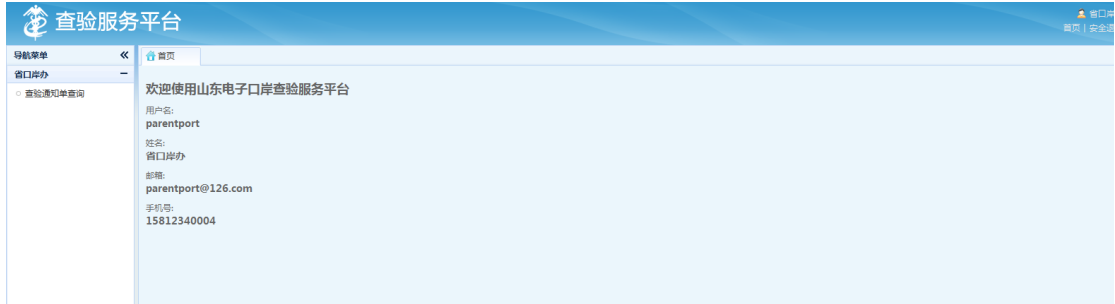 查验服务平台
省口岸
首页 | 安全退
导航菜单
首页
省口岸办
查验通知单查询
欢迎使用山东电子口岸查验服务平台
用户名:
parentport
姓名:
省口岸办
邮箱:
parentport@126.com
手机号:
15812340004